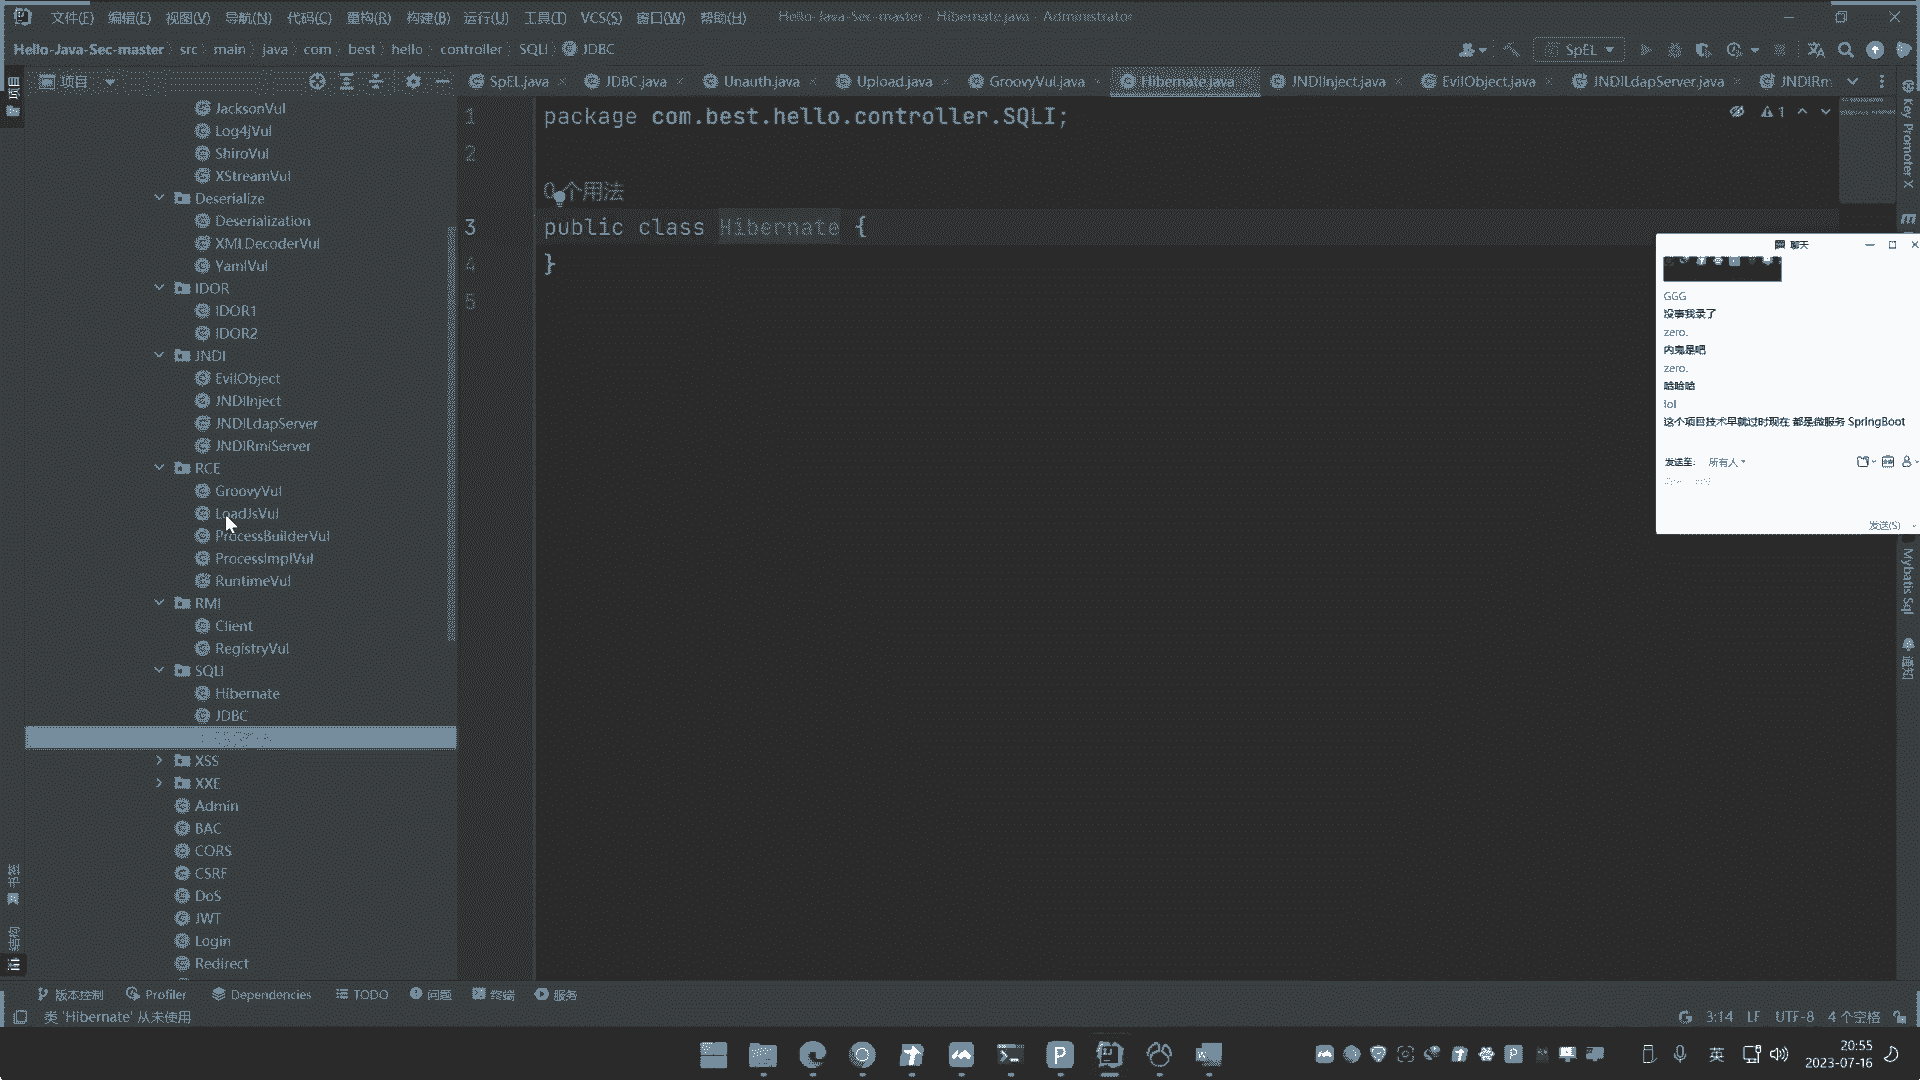 文件(F) 编辑(E) 视图(V) 导航(N) 代码(C) 重构(R) 构建(B) 运行(U) 工具(T) VCS(S) 窗口(W) 帮助(H) Hello-Java-Sec-master - Hibernate.java - Administrator
Hello-Java-Sec-master src main java com best hello controller SQLI JDBC
SpEL
项目
SpEL.java JDBC.java Unauth.java Upload.java GroovyVul.java Hibernate.java JNDIInject.java EvilObject.java JNDILdapServer.java JNDIRm
项目
JacksonVul
Log4jVul
ShiroVul
XStreamVul
Deserialize
Deserialization
XMLDecoderVul
YamlVul
IDOR
IDOR1
IDOR2
JNDI
EvilObject
JNDIInject
JNDILdapServer
JNDIRmiServer
RCE
GroovyVul
LoadJsVul
ProcessBuilderVul
ProcessImplVul
RuntimeVul
RMI
Client
RegistryVul
SQLI
Hibernate
JDBC
XSS
XXE
Admin
BAC
CORS
CSRF
DoS
JWT
Login
Redirect
书签
结构
1 package com.best.hello.controller.SQLI;
2
0个用法
3 public class Hibernate {
4 }
5
1
Key Promoter X
聊天
GGG
没事我录了
zero.
内鬼是吧
zero.
哈哈哈
lol
这个项目技术早就过时现在 都是微服务 SpringBoot
发送至: 所有人
发送(S)
Mybatis Sql
通知
版本控制 Profiler Dependencies TODO 问题 终端 服务
类 'Hibernate' 从未使用
3:14 LF UTF-8 4 个空格
英
20:55
2023-07-16